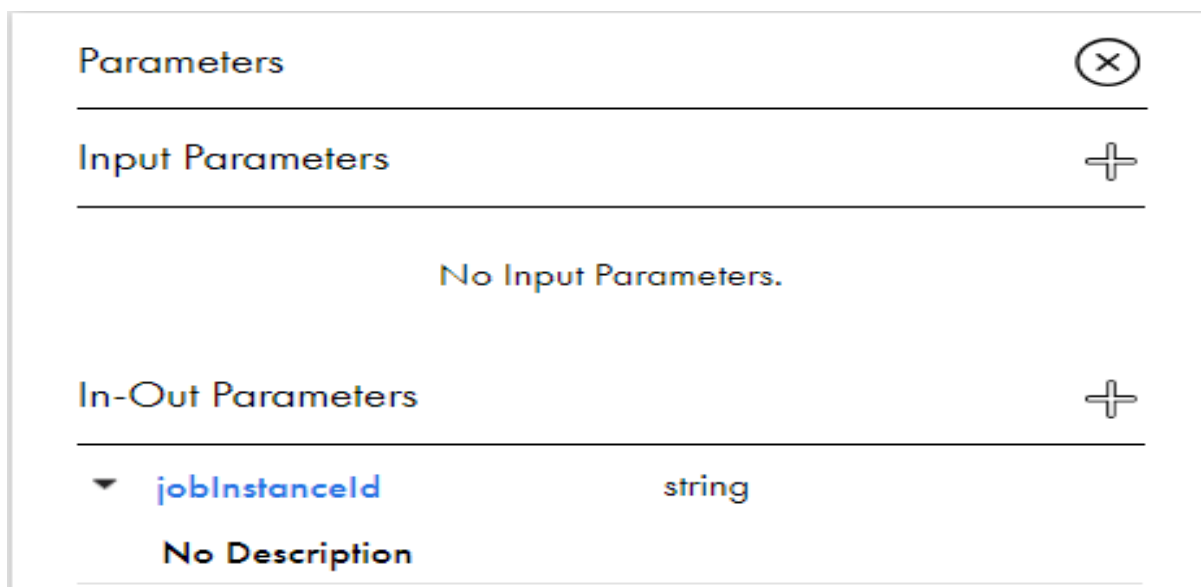 Parameters
Input Parameters
No Input Parameters.
In-Out Parameters
jobInstanceId string
No Description